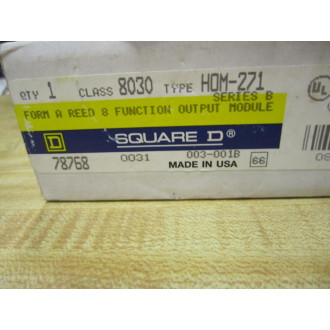 QTY 1 CLASS 8030 TYPE HOM-271
SERIES B
FORM A REED 8 FUNCTION OUTPUT MODULE
D SQUARE D®
78768 0031 003-001B
MADE IN USA 66
UL